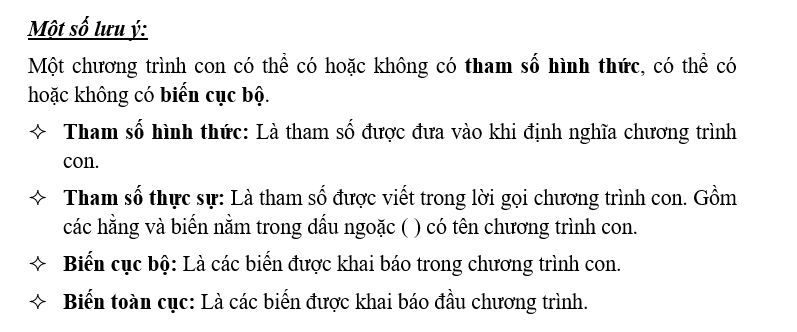 Một số lưu ý:
Một chương trình con có thể có hoặc không có tham số hình thức, có thể có
hoặc không có biến cục bộ.
✧ Tham số hình thức: Là tham số được đưa vào khi định nghĩa chương trình
con.
✧ Tham số thực sự: Là tham số được viết trong lời gọi chương trình con. Gồm
các hằng và biến nằm trong dấu ngoặc ( ) có tên chương trình con.
✧ Biến cục bộ: Là các biến được khai báo trong chương trình con.
✧ Biến toàn cục: Là các biến được khai báo đầu chương trình.